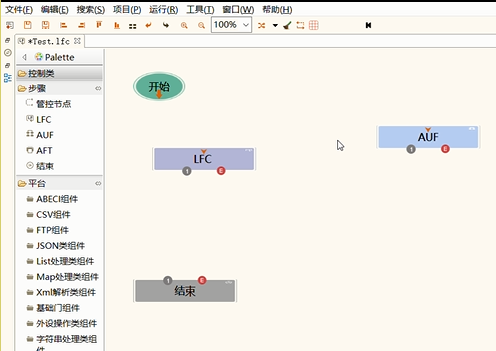 文件(F) 编辑(E) 搜索(S) 项目(P) 运行(R) 工具(T) 窗口(W) 帮助(H)
100%
*Test.lfc
Palette
控制类
步骤
管控节点
LFC
AUF
AFT
结束
平台
ABECI组件
CSV组件
FTP组件
JSON类组件
List处理类组件
Map处理类组件
Xml解析类组件
基础门组件
外设操作类组件
字符串处理类组
开始
LFC
I E
AUF
I E
I E
结束